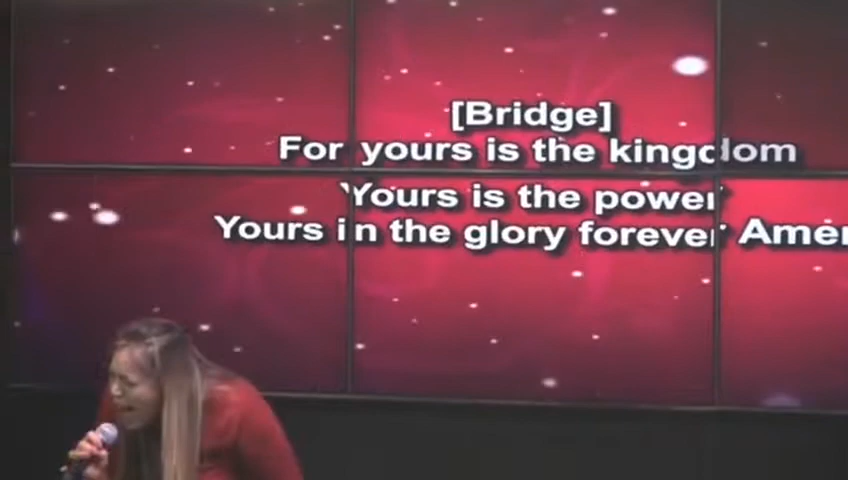 [Bridge]
For yours is the kingdom
Yours is the power
Yours in the glory forever